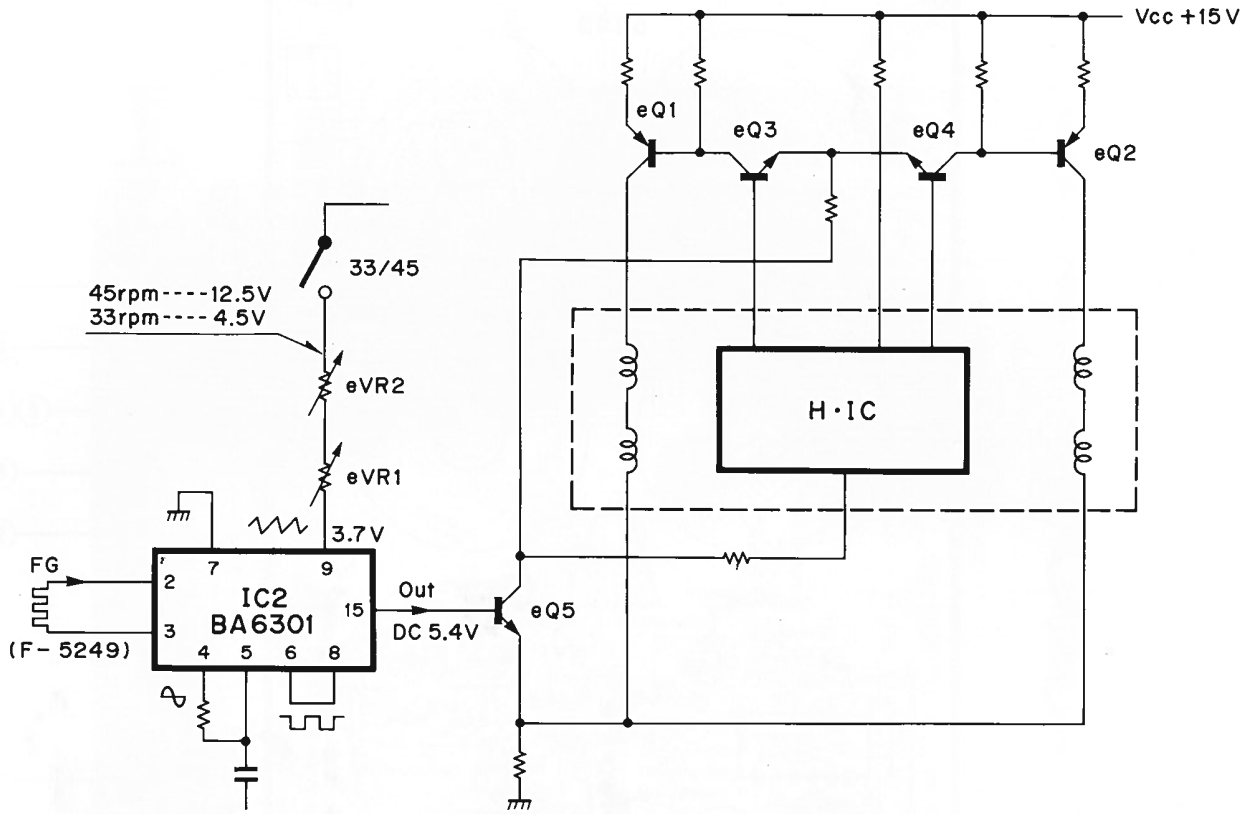 Vcc +15V
eQ1
eQ3
eQ4
eQ2
33/45
45rpm----12.5V
33rpm----4.5V
eVR2
eVR1
H·IC
3.7V
FG
7
9
2
IC2
15
Out
BA6301
eQ5
3
DC 5.4V
(F-5249)
4
5
6
8